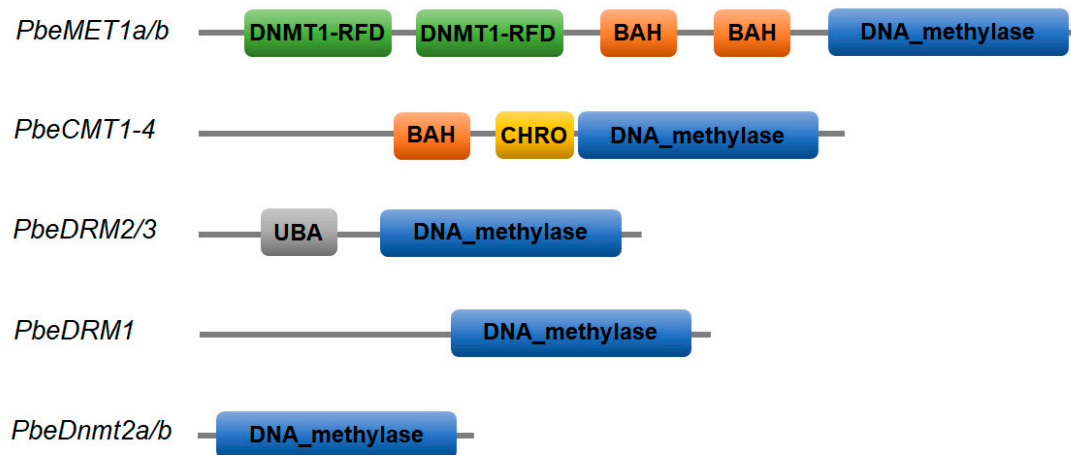 PbeMET1a/b DNMT1-RFD DNMT1-RFD BAH BAH DNA_methylase
PbeCMT1-4 BAH CHRO DNA_methylase
PbeDRM2/3 UBA DNA_methylase
PbeDRM1 DNA_methylase
PbeDnmt2a/b DNA_methylase